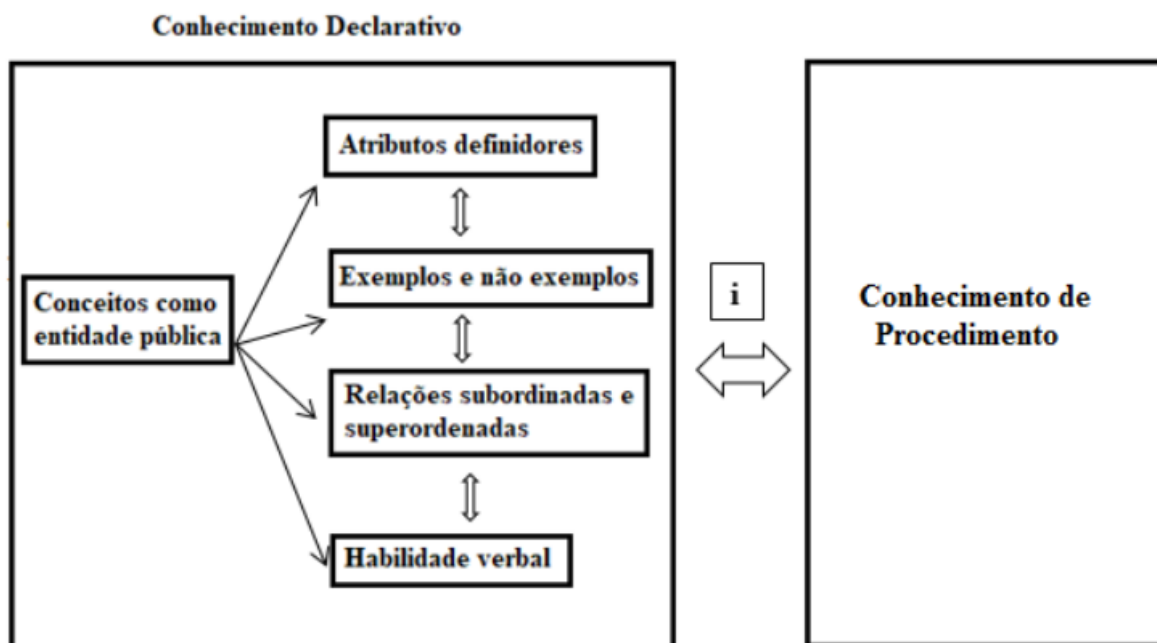 Conhecimento Declarativo
Atributos definidores
Exemplos e não exemplos
Conceitos como
entidade pública
Relações subordinadas e
superordenadas
Habilidade verbal
i
Conhecimento de
Procedimento